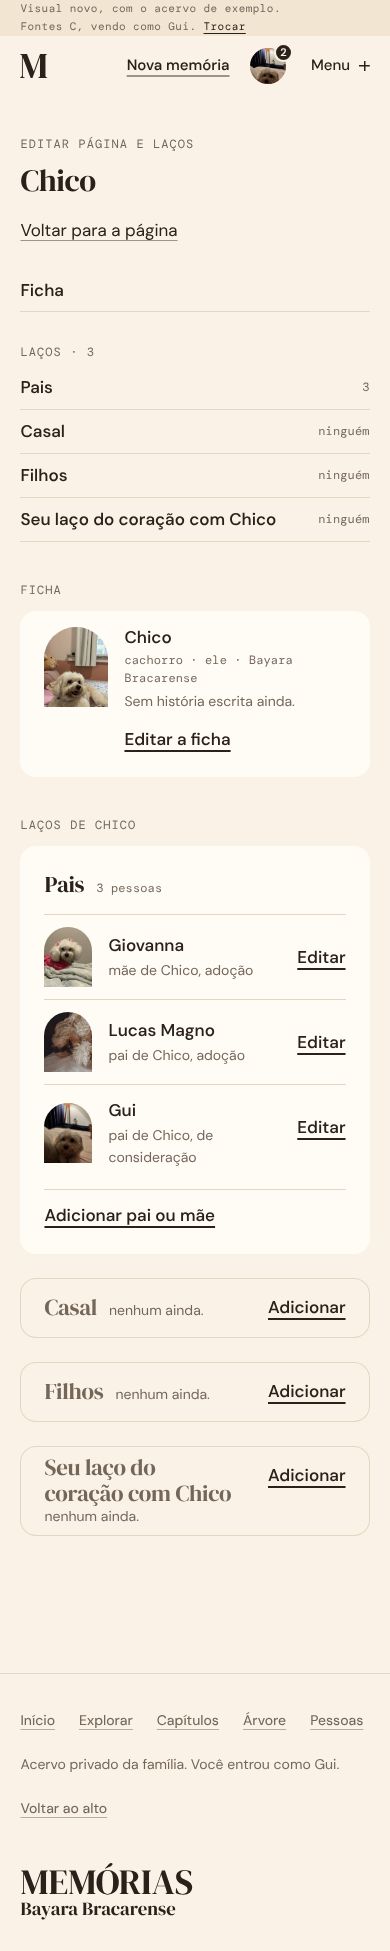 Visual novo, com o acervo de exemplo.
Fontes C, vendo como Gui. Trocar
M
Nova memória
2
Menu +
EDITAR PÁGINA E LAÇOS
Chico
Voltar para a página
Ficha
LAÇOS · 3
Pais 3
Casal ninguém
Filhos ninguém
Seu laço do coração com Chico ninguém
FICHA
Chico
cachorro · ele · Bayara
Bracarense
Sem história escrita ainda.
Editar a ficha
LAÇOS DE CHICO
Pais 3 pessoas
Giovanna
mãe de Chico, adoção
Editar
Lucas Magno
pai de Chico, adoção
Editar
Gui
pai de Chico, de
consideração
Editar
Adicionar pai ou mãe
Casal nenhum ainda. Adicionar
Filhos nenhum ainda. Adicionar
Seu laço do
coração com Chico
nenhum ainda.
Adicionar
Início Explorar Capítulos Árvore Pessoas
Acervo privado da família. Você entrou como Gui.
Voltar ao alto
MEMÓRIAS
Bayara Bracarense